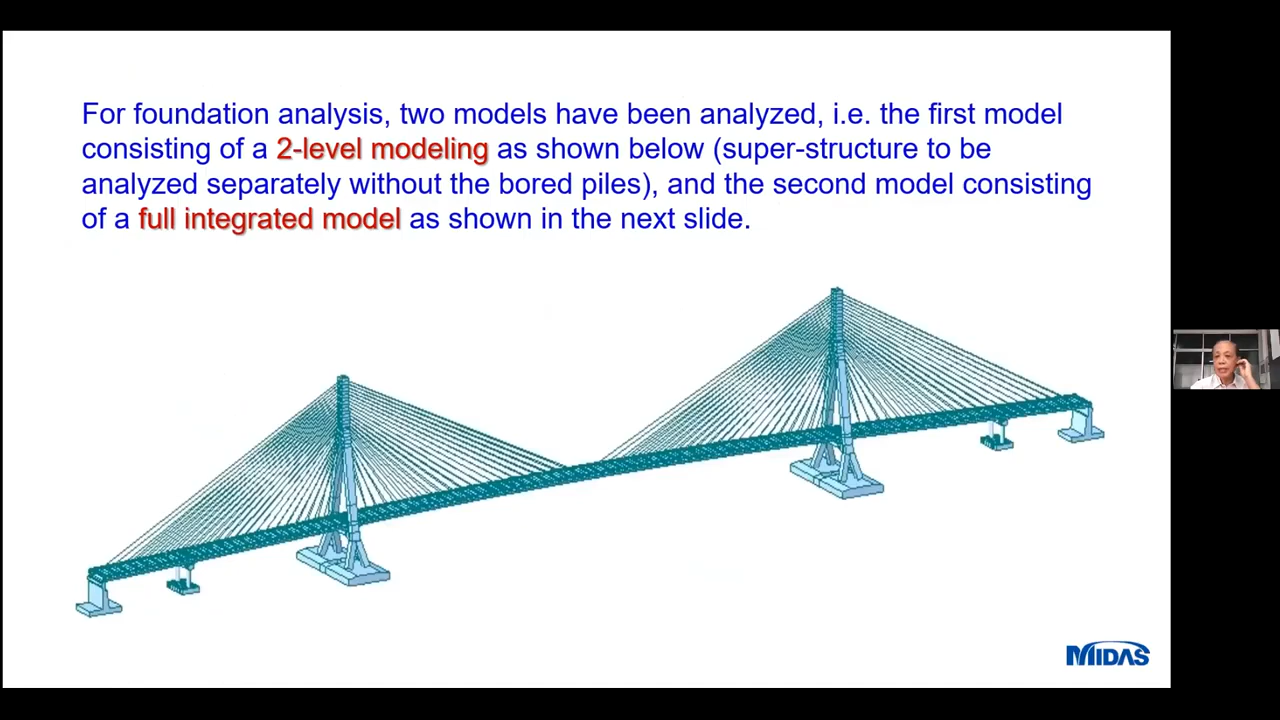 For foundation analysis, two models have been analyzed, i.e. the first model
consisting of a 2-level modeling as shown below (super-structure to be
analyzed separately without the bored piles), and the second model consisting
of a full integrated model as shown in the next slide.
MIDAS